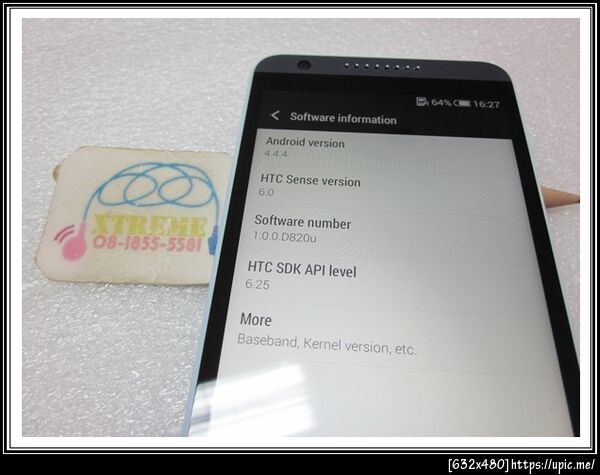 64% 16:27
Software information
Android version
4.4.4
HTC Sense version
6.0
Software number
1.0.0.D820u
HTC SDK API level
6.25
More
Baseband, Kernel version, etc.
XTREME
08-1855-5581
[632x480]https://upic.me/